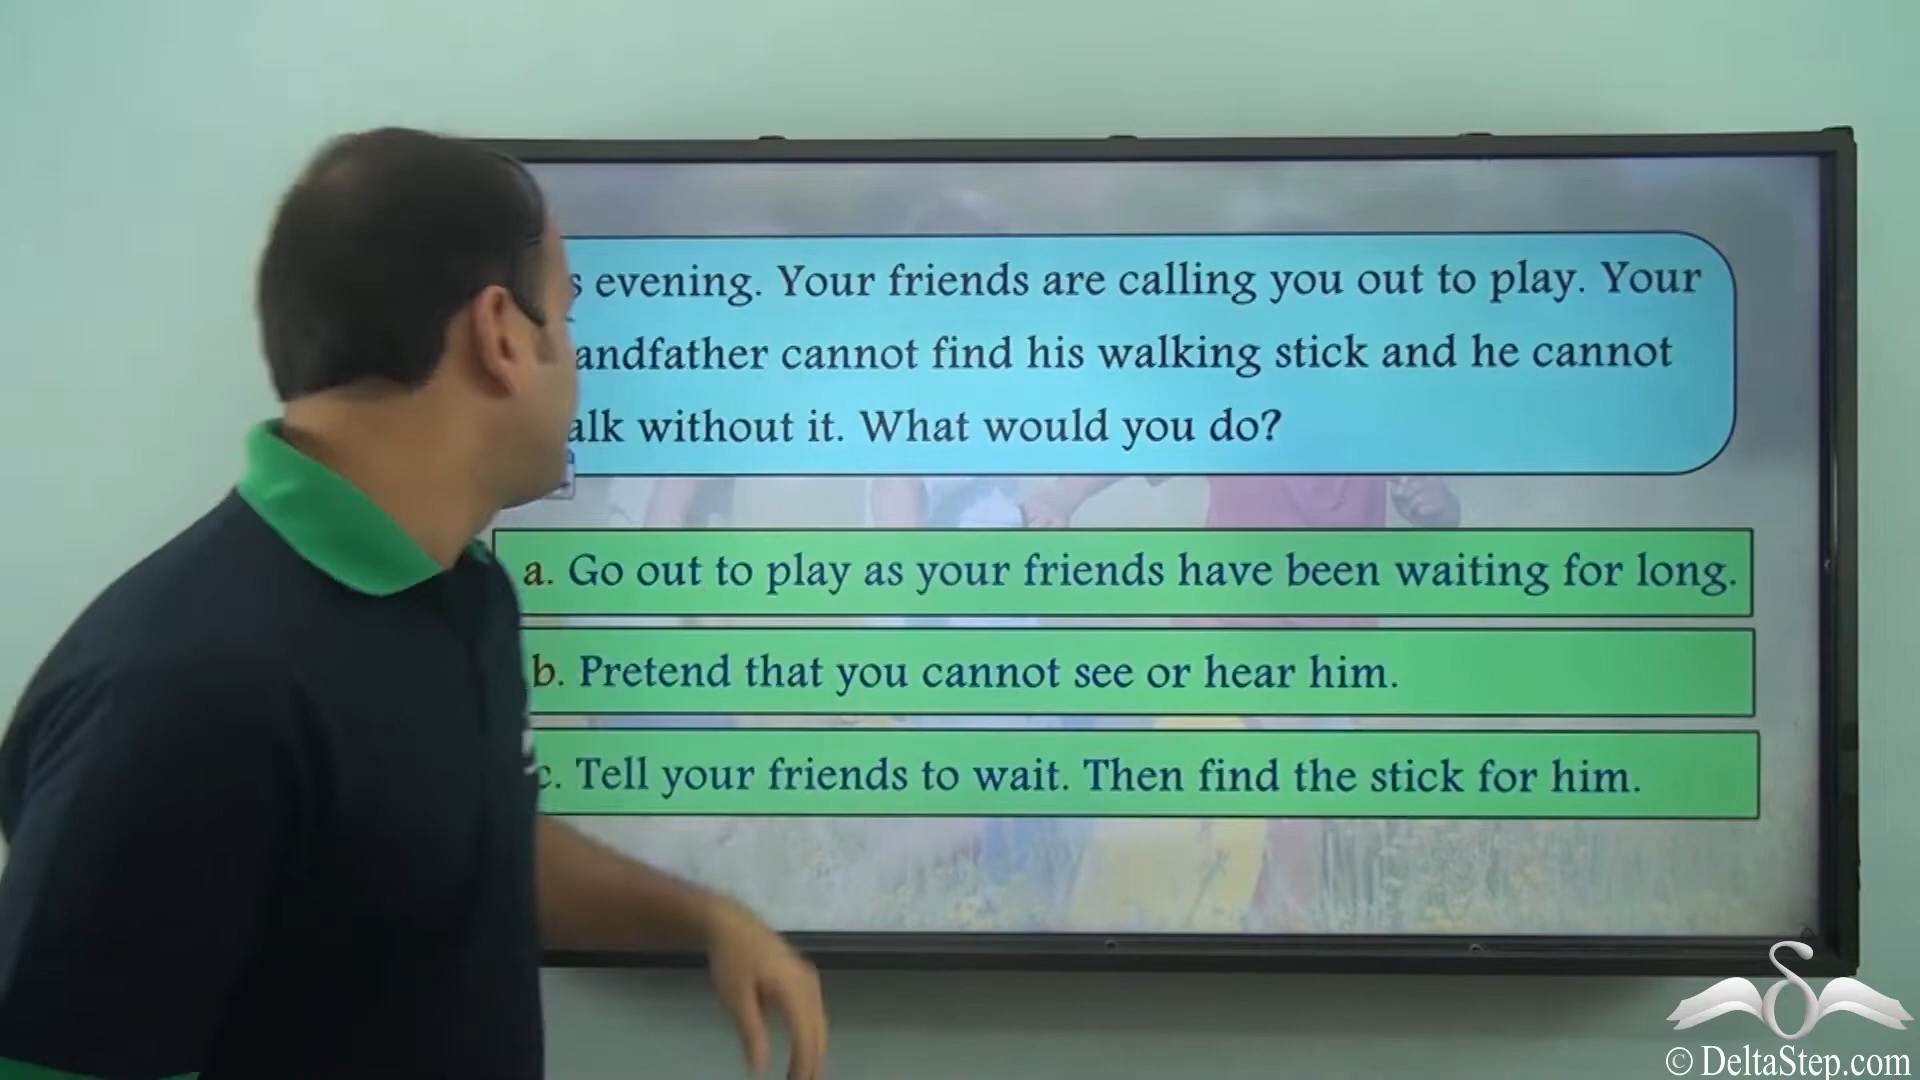 evening. Your friends are calling you out to play. Your
cannot find his walking stick and he cannot
without it. What would you do?
a. Go out to play as your friends have been waiting for long.
b. Pretend that you cannot see or hear him.
c. Tell your friends to wait. Then find the stick for him.
© DeltaStep.com